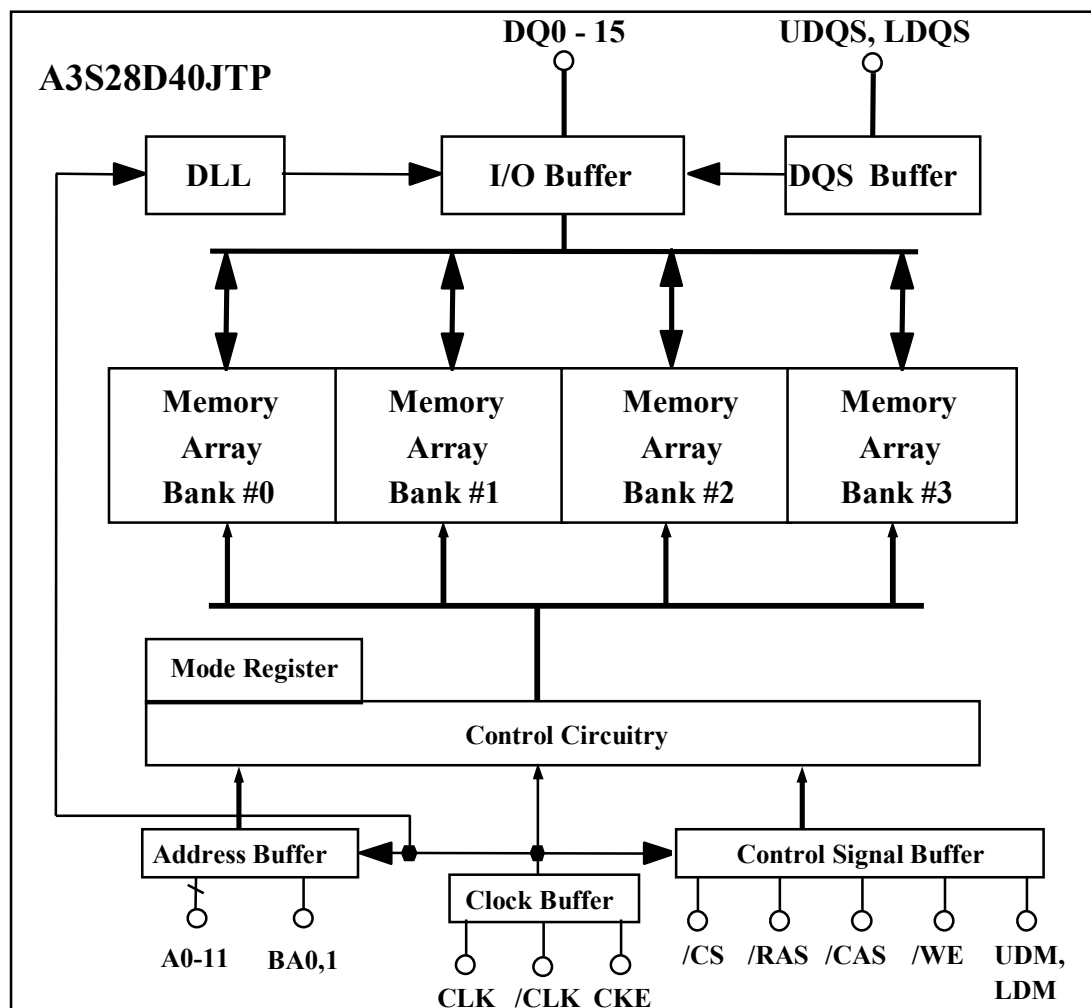 DQ0 - 15
UDQS, LDQS
A3S28D40JTP
DLL
I/O Buffer
DQS Buffer
Memory
Array
Bank #0
Memory
Array
Bank #1
Memory
Array
Bank #2
Memory
Array
Bank #3
Mode Register
Control Circuitry
Address Buffer
Control Signal Buffer
Clock Buffer
A0-11
BA0,1
CLK
/CLK
CKE
/CS
/RAS
/CAS
/WE
UDM,
LDM